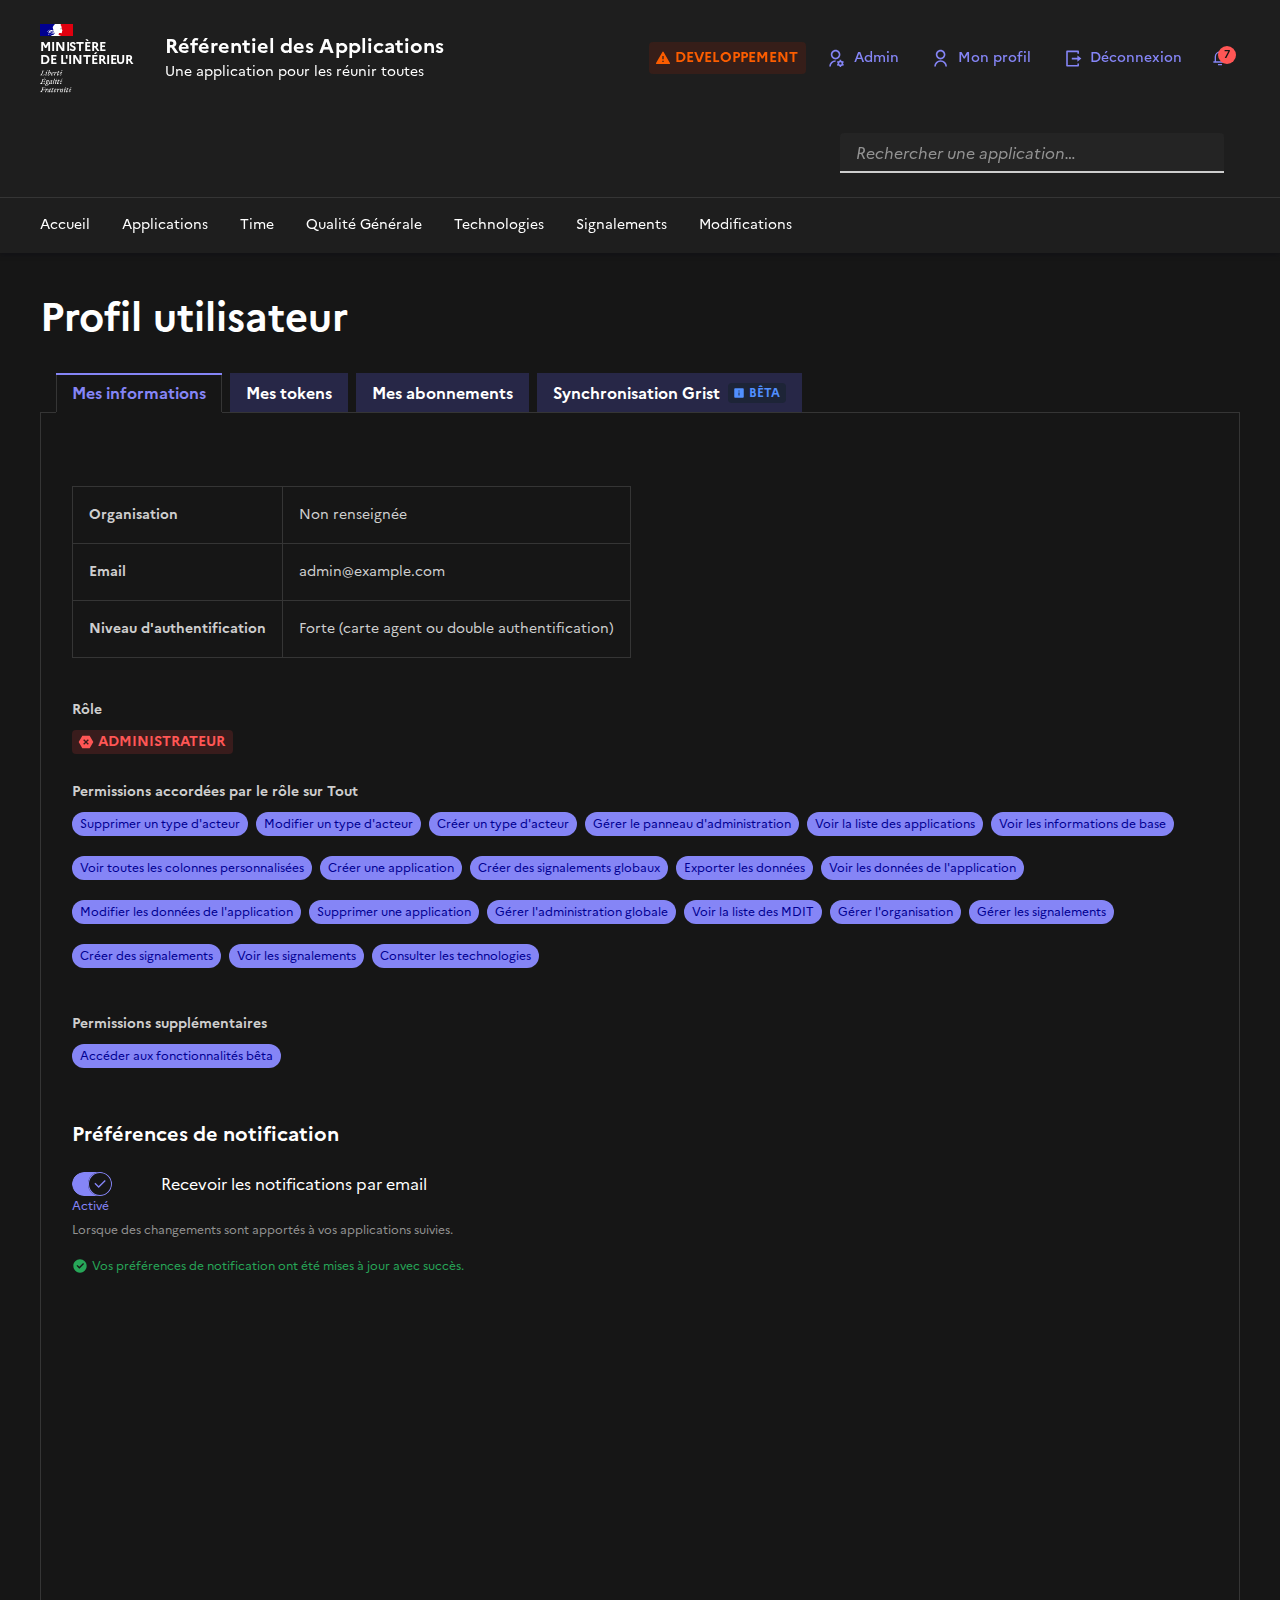 MINISTÈRE
DE L'INTÉRIEUR
Liberté
Égalité
Fraternité
Référentiel des Applications
Une application pour les réunir toutes
DEVELOPPEMENT
Admin
Mon profil
Déconnexion
7
Rechercher une application...
Accueil
Applications
Time
Qualité Générale
Technologies
Signalements
Modifications
Profil utilisateur
Mes informations
Mes tokens
Mes abonnements
Synchronisation Grist
BÊTA
Organisation
Non renseignée
Email
admin@example.com
Niveau d'authentification
Forte (carte agent ou double authentification)
Rôle
ADMINISTRATEUR
Permissions accordées par le rôle sur Tout
Supprimer un type d'acteur
Modifier un type d'acteur
Créer un type d'acteur
Gérer le panneau d'administration
Voir la liste des applications
Voir les informations de base
Voir toutes les colonnes personnalisées
Créer une application
Créer des signalements globaux
Exporter les données
Voir les données de l'application
Modifier les données de l'application
Supprimer une application
Gérer l'administration globale
Voir la liste des MDIT
Gérer l'organisation
Gérer les signalements
Créer des signalements
Voir les signalements
Consulter les technologies
Permissions supplémentaires
Accéder aux fonctionnalités bêta
Préférences de notification
Recevoir les notifications par email
Activé
Lorsque des changements sont apportés à vos applications suivies.
Vos préférences de notification ont été mises à jour avec succès.